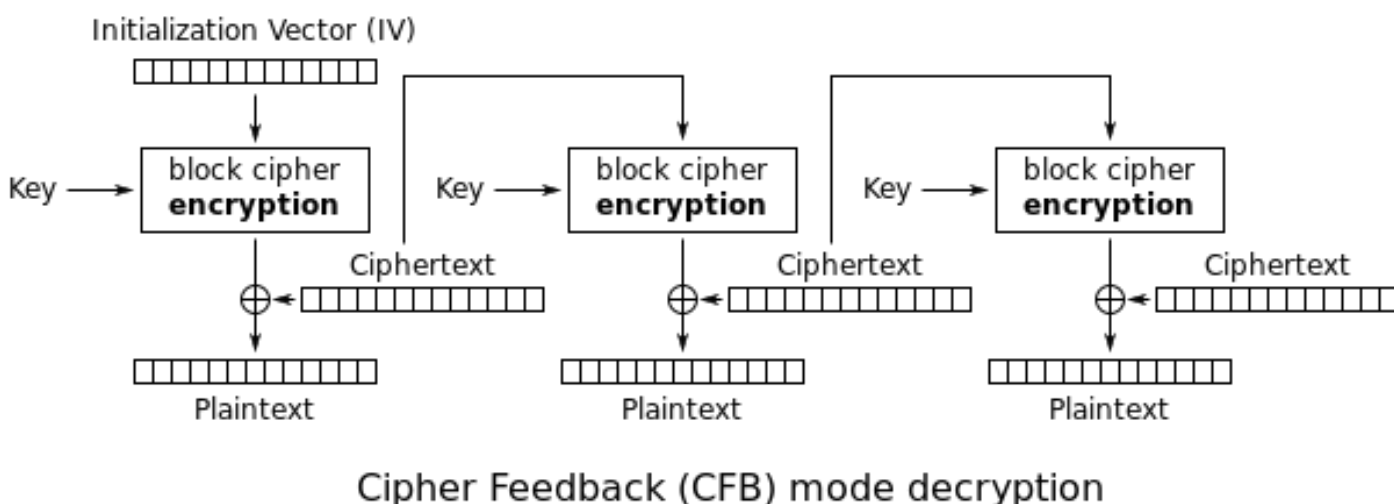 Initialization Vector (IV)
Key
block cipher
encryption
Ciphertext
Plaintext
Key
block cipher
encryption
Ciphertext
Plaintext
Key
block cipher
encryption
Ciphertext
Plaintext
Cipher Feedback (CFB) mode decryption